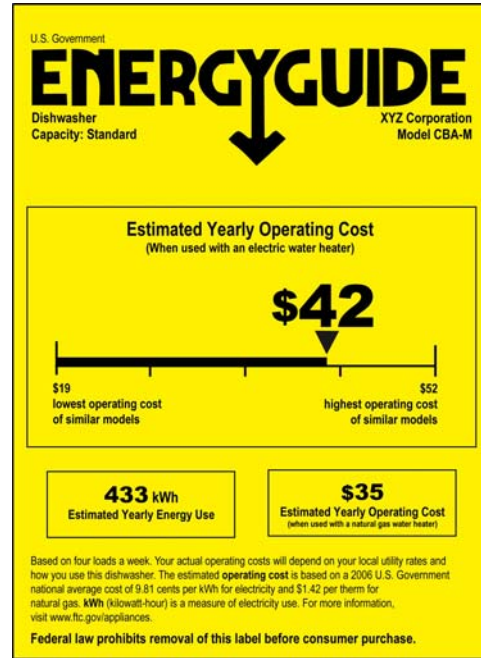 U.S. Government
ENERGYGUIDE
Dishwasher
Capacity: Standard
XYZ Corporation
Model CBA-M
Estimated Yearly Operating Cost
(When used with an electric water heater)
$42
$19
lowest operating cost
of similar models
$52
highest operating cost
of similar models
433 kWh
Estimated Yearly Energy Use
$35
Estimated Yearly Operating Cost
(when used with a natural gas water heater)
Based on four loads a week. Your actual operating costs will depend on your local utility rates and
how you use this dishwasher. The estimated operating cost is based on a 2006 U.S. Government
national average cost of 9.81 cents per kWh for electricity and $1.42 per therm for
natural gas. kWh (kilowatt-hour) is a measure of electricity use. For more information,
visit www.ftc.gov/appliances.
Federal law prohibits removal of this label before consumer purchase.